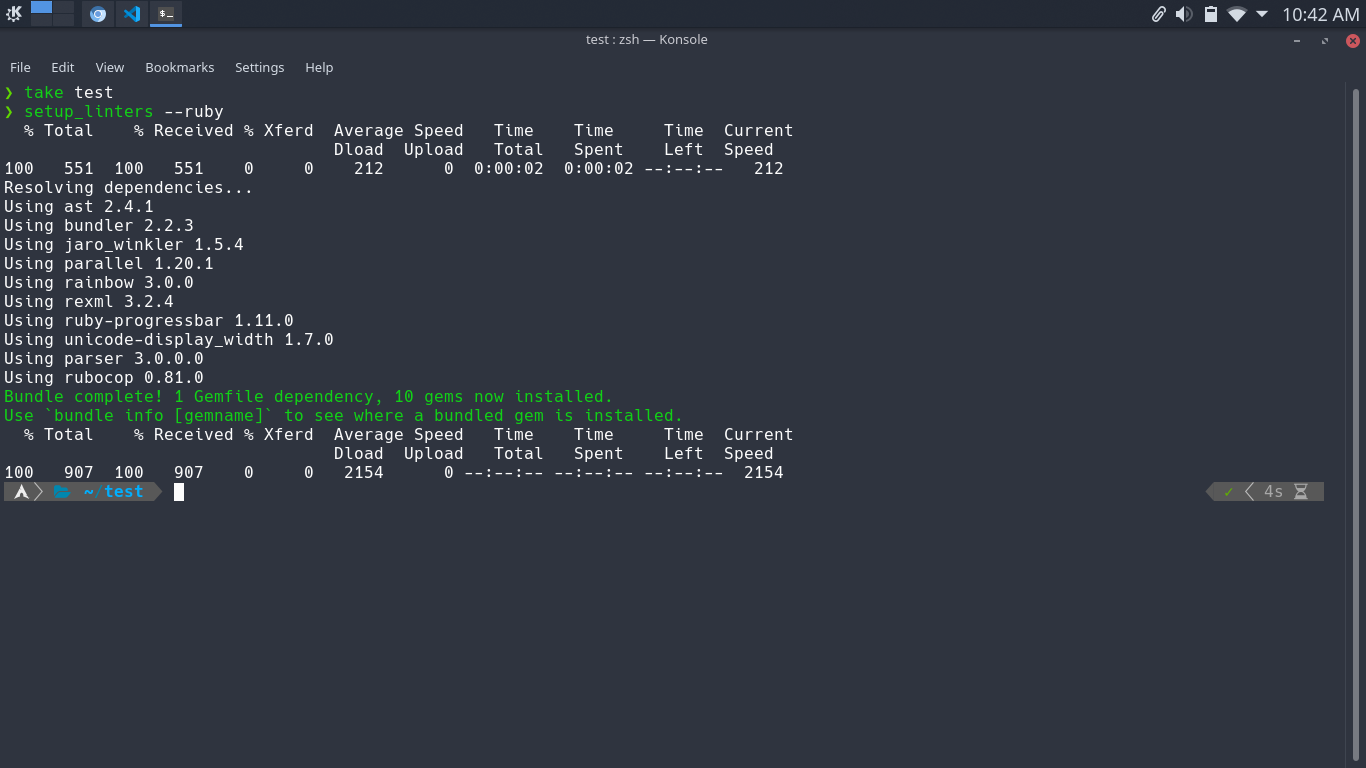 10:42 AM
test : zsh — Konsole
File Edit View Bookmarks Settings Help
❯ take test
❯ setup_linters --ruby
  % Total    % Received % Xferd  Average Speed   Time    Time     Time  Current
                                 Dload  Upload   Total   Spent    Left  Speed
100   551  100   551    0     0    212      0  0:00:02  0:00:02 --:--:--   212
Resolving dependencies...
Using ast 2.4.1
Using bundler 2.2.3
Using jaro_winkler 1.5.4
Using parallel 1.20.1
Using rainbow 3.0.0
Using rexml 3.2.4
Using ruby-progressbar 1.11.0
Using unicode-display_width 1.7.0
Using parser 3.0.0.0
Using rubocop 0.81.0
Bundle complete! 1 Gemfile dependency, 10 gems now installed.
Use `bundle info [gemname]` to see where a bundled gem is installed.
  % Total    % Received % Xferd  Average Speed   Time    Time     Time  Current
                                 Dload  Upload   Total   Spent    Left  Speed
100   907  100   907    0     0   2154      0 --:--:-- --:--:-- --:--:--  2154
~/test ✓ 4s